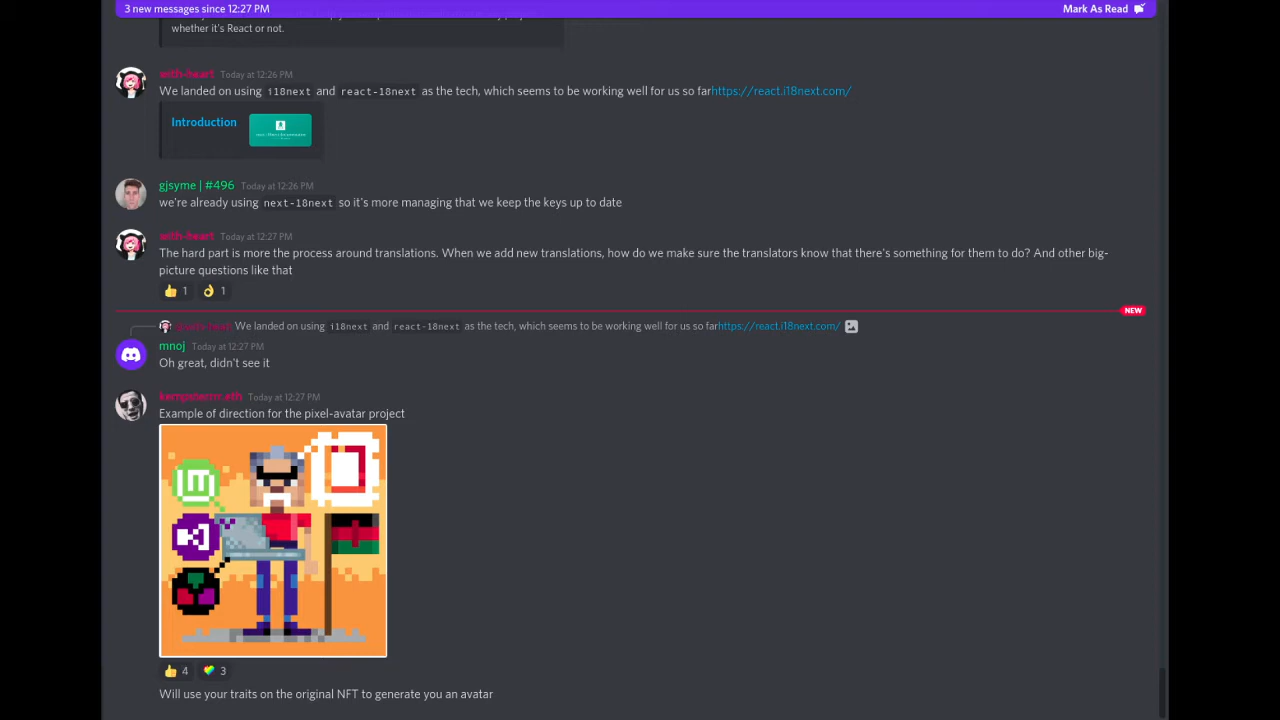 3 new messages since 12:27 PM
Mark As Read
whether it's React or not.
with-heart Today at 12:26 PM
We landed on using i18next and react-18next as the tech, which seems to be working well for us so farhttps://react.i18next.com/
Introduction
gjsyme | #496 Today at 12:26 PM
we're already using next-18next so it's more managing that we keep the keys up to date
with-heart Today at 12:27 PM
The hard part is more the process around translations. When we add new translations, how do we make sure the translators know that there's something for them to do? And other big-
picture questions like that
1 1
NEW
We landed on using i18next and react-18next as the tech, which seems to be working well for us so farhttps://react.i18next.com/
mnoj Today at 12:27 PM
Oh great, didn't see it
kempsterrr.eth Today at 12:27 PM
Example of direction for the pixel-avatar project
4 3
Will use your traits on the original NFT to generate you an avatar